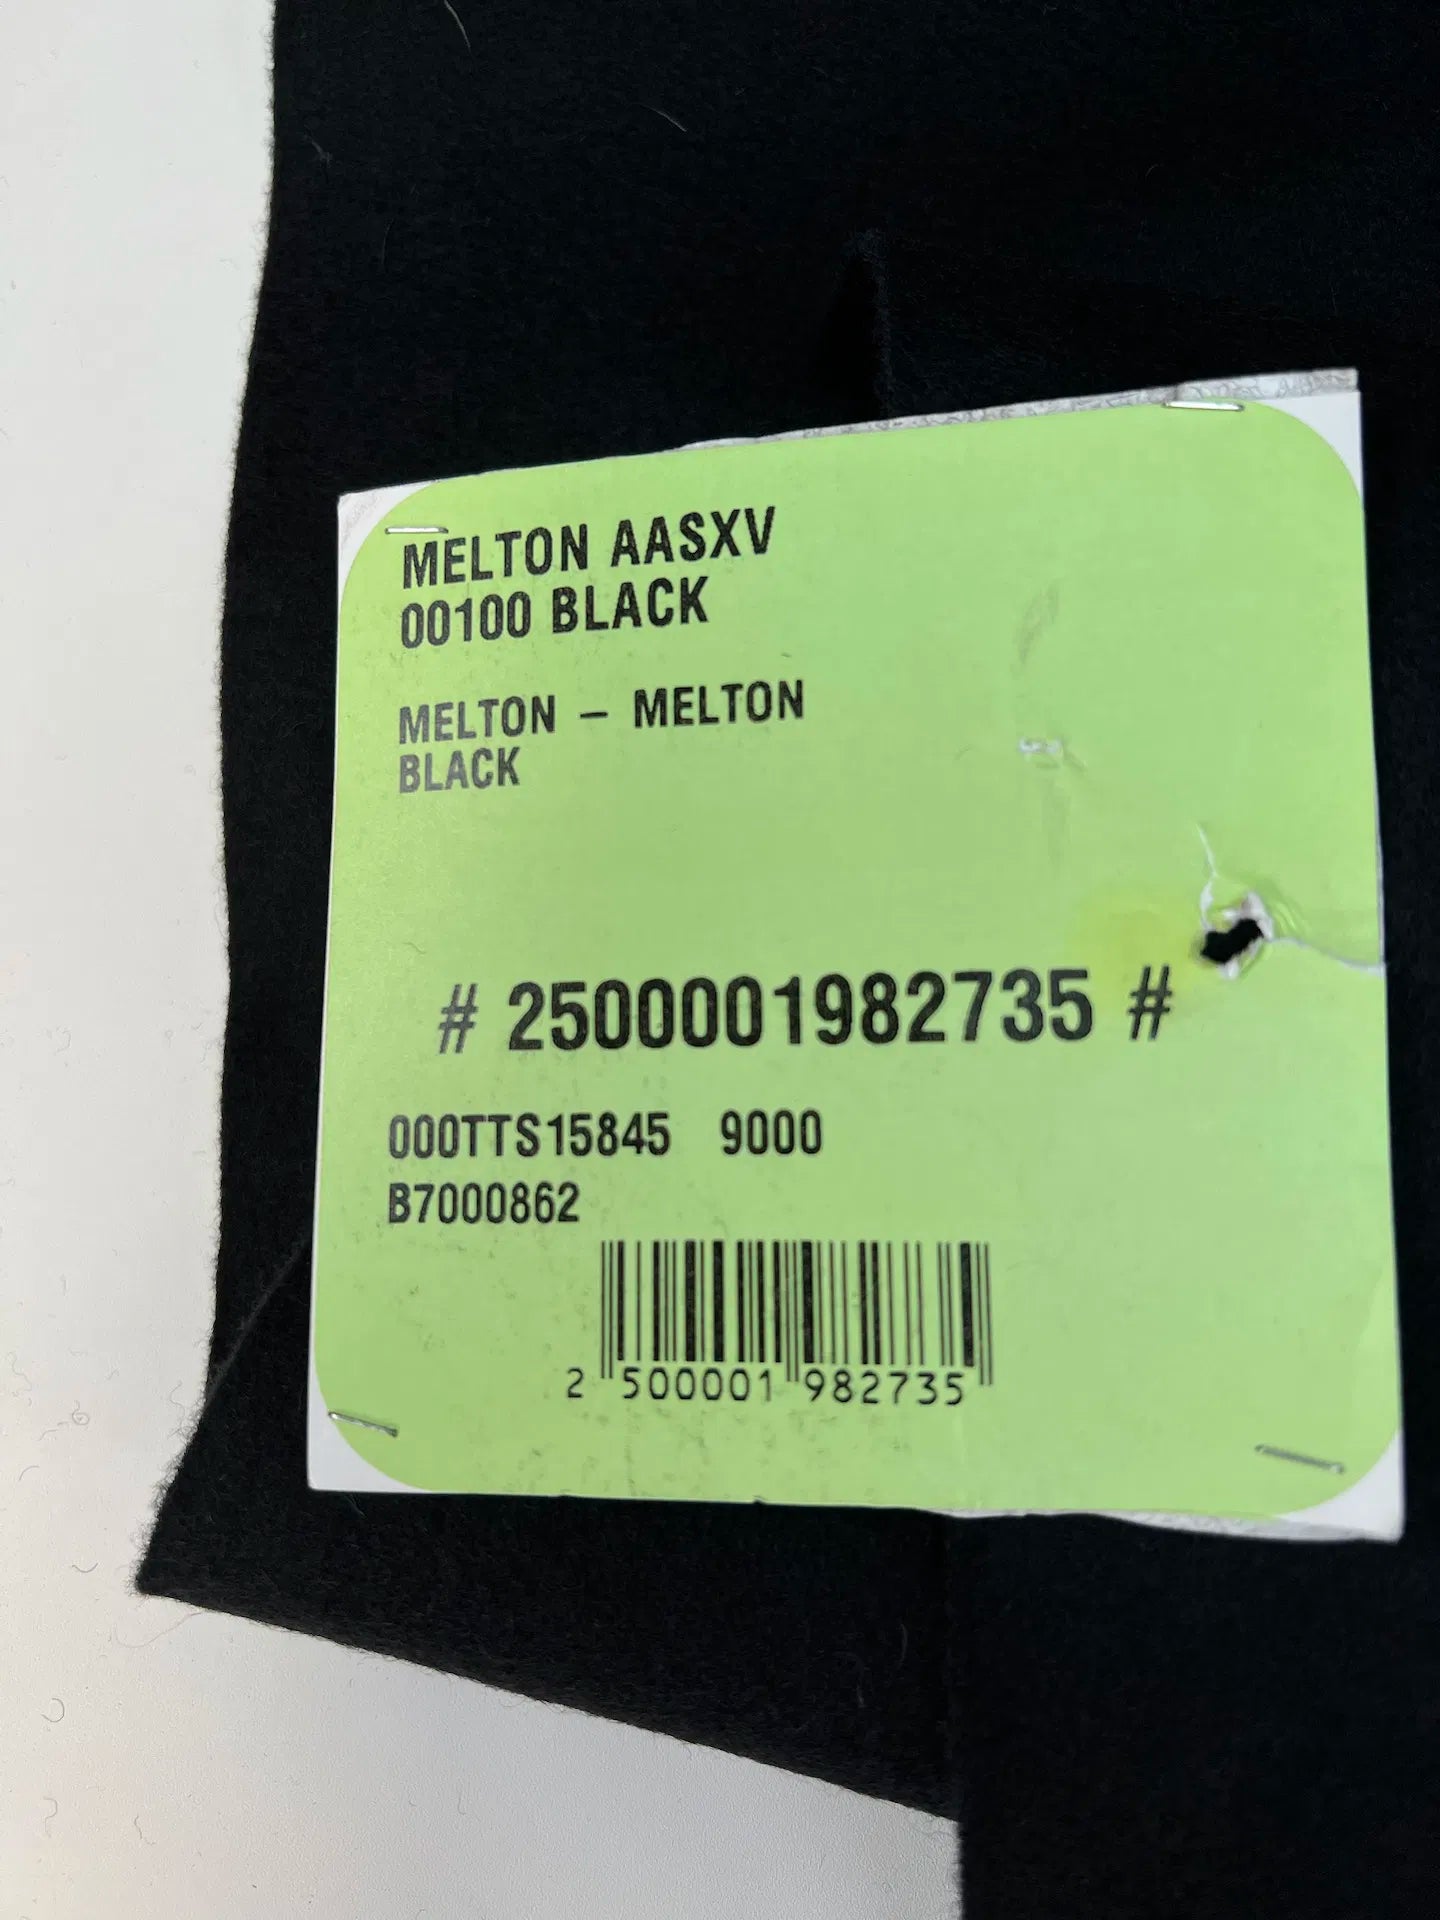 MELTON AASXV
00100 BLACK
MELTON – MELTON
BLACK
# 2500001982735 #
000TTS15845 9000
B7000862
2 500001 982735